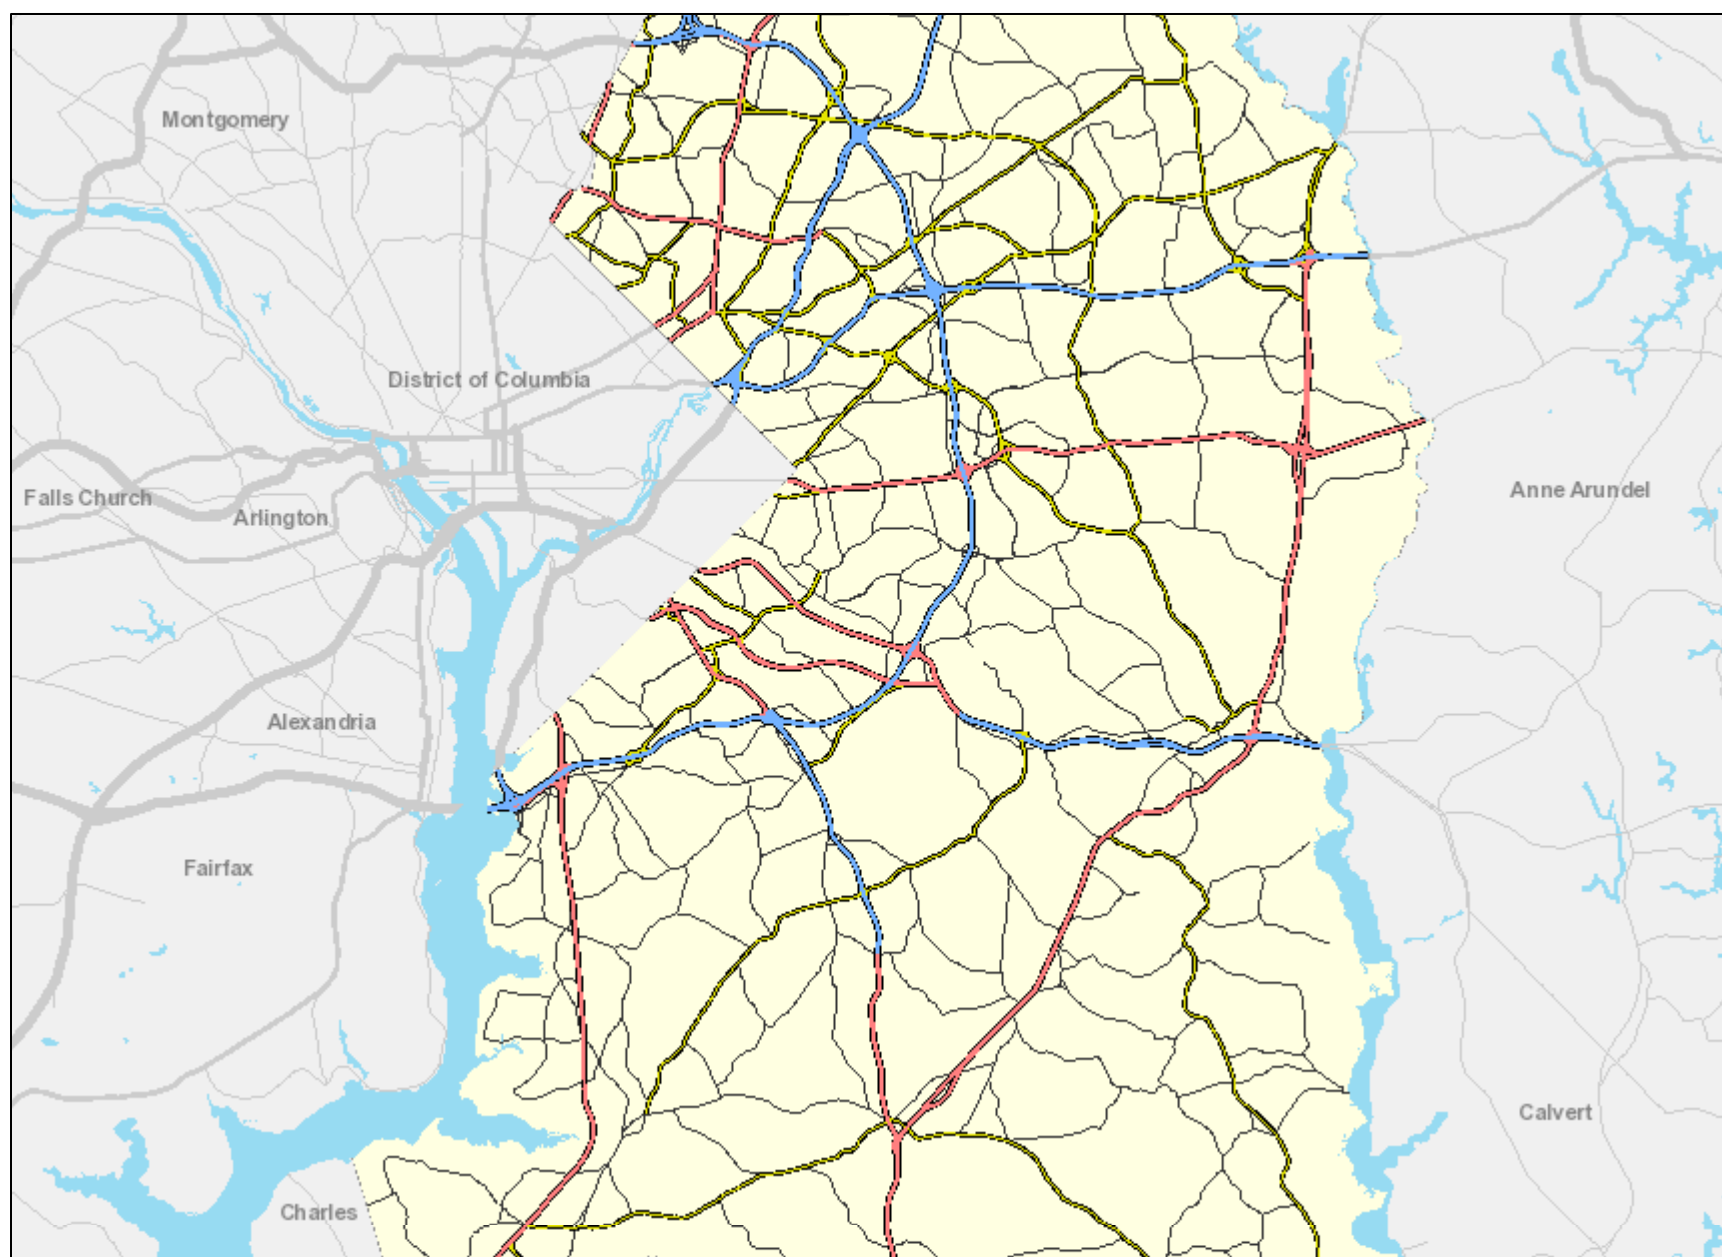 Montgomery
District of Columbia
Falls Church
Arlington
Anne Arundel
Alexandria
Fairfax
Calvert
Charles